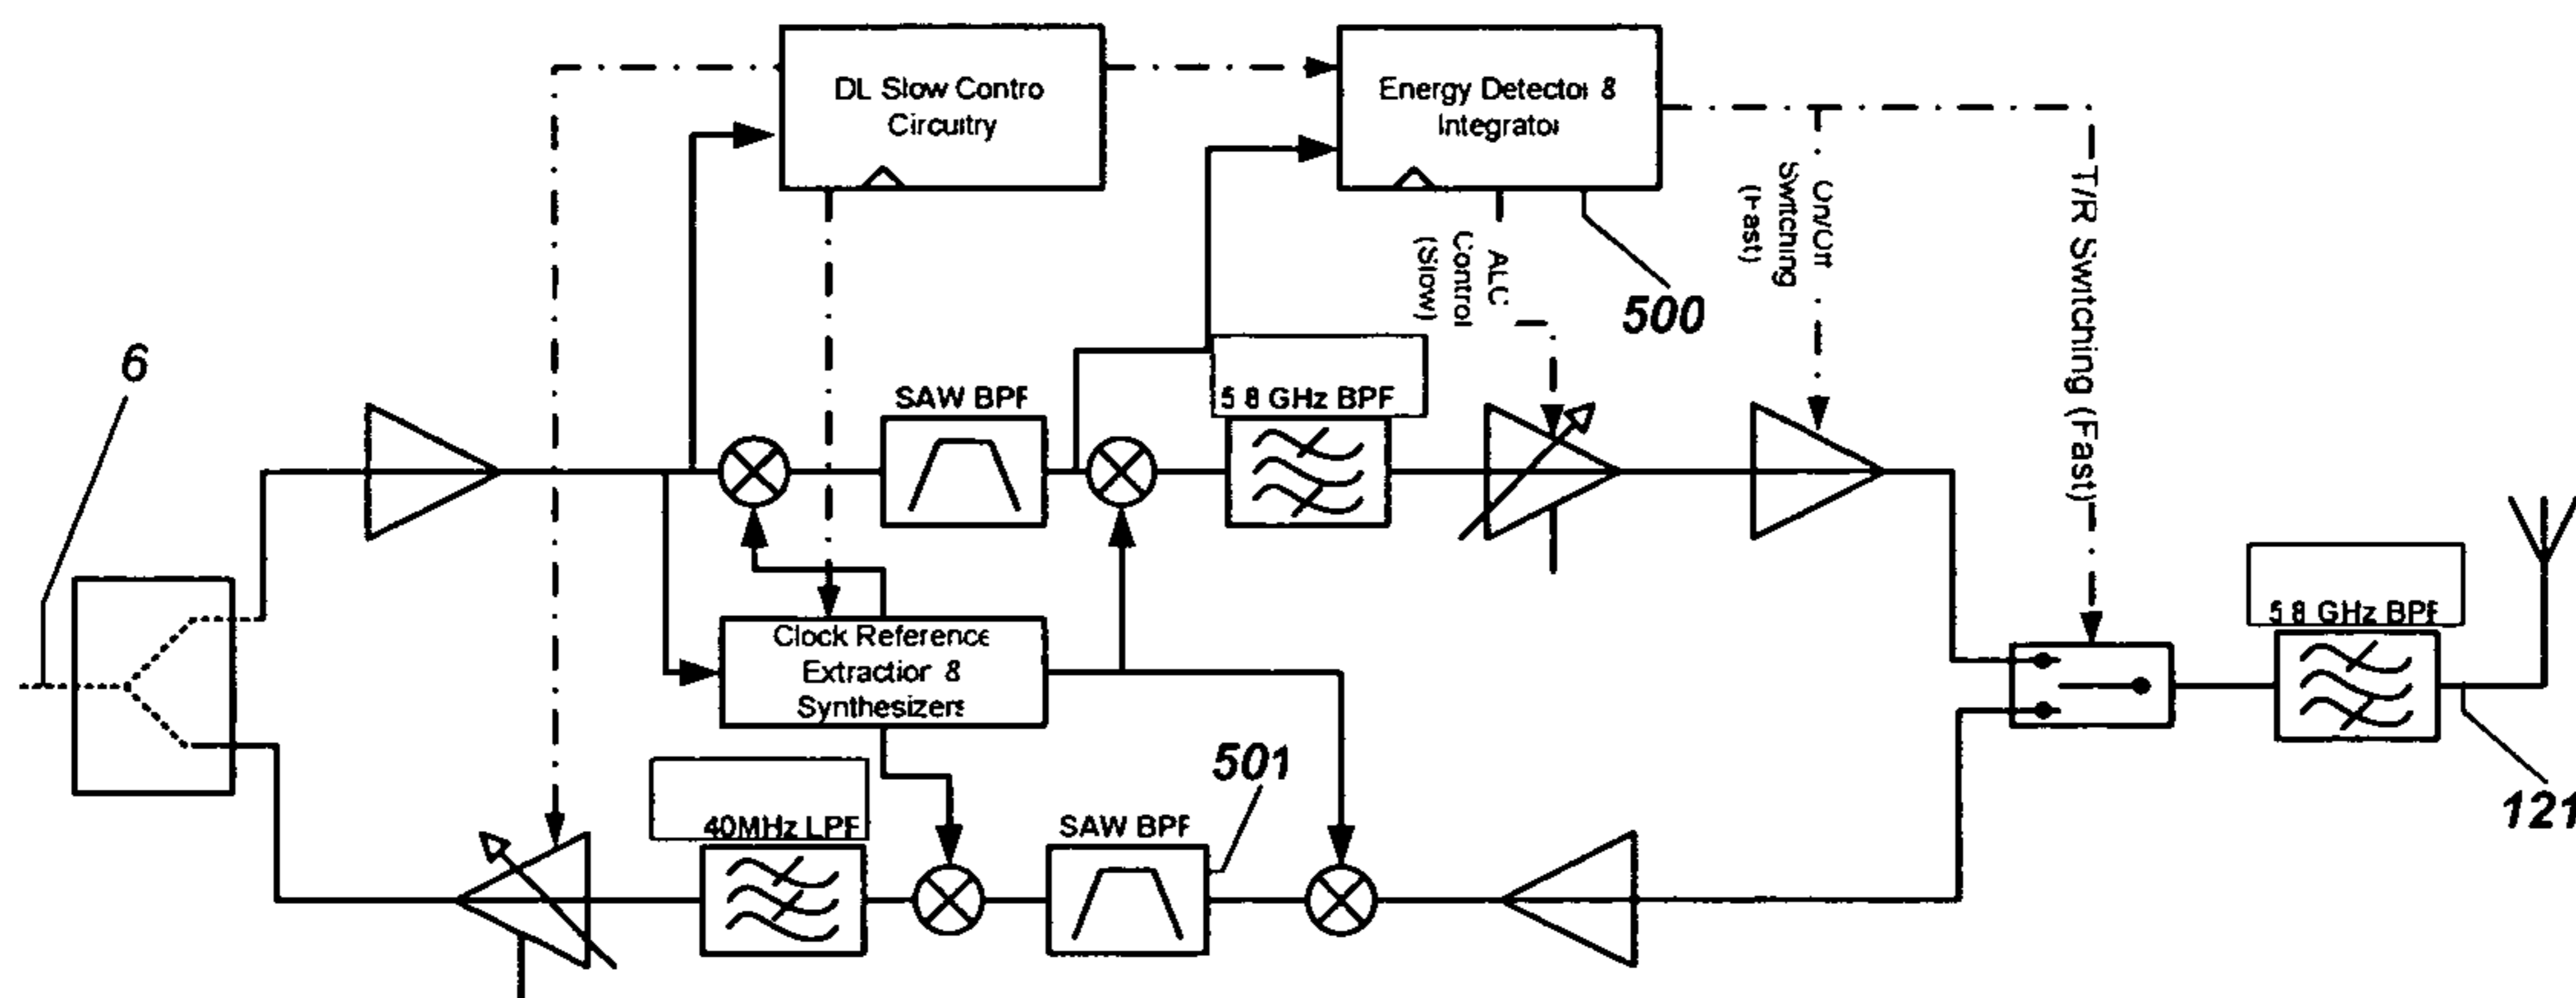 DL Slow Contro
Circuitry
Energy Detector &
Integrator
ALC
Control
(Slow)
On/Off
Switching
(Fast)
T/R Switching (Fast)
500
6
SAW BPF
5 8 GHz BPF
5 8 GHz BPF
Clock Reference
Extraction &
Synthesizers
501
40MHz LPF
SAW BPF
121